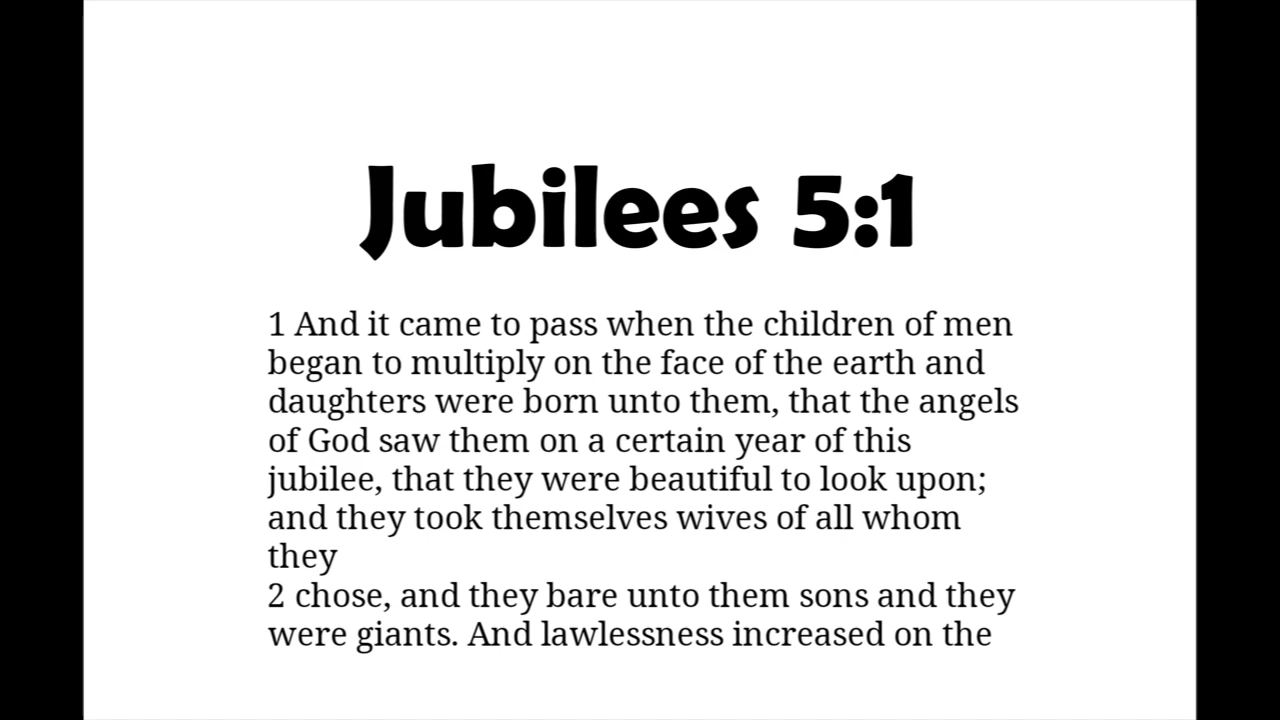 Jubilees 5:1
1 And it came to pass when the children of men
began to multiply on the face of the earth and
daughters were born unto them, that the angels
of God saw them on a certain year of this
jubilee, that they were beautiful to look upon;
and they took themselves wives of all whom
they
2 chose, and they bare unto them sons and they
were giants. And lawlessness increased on the